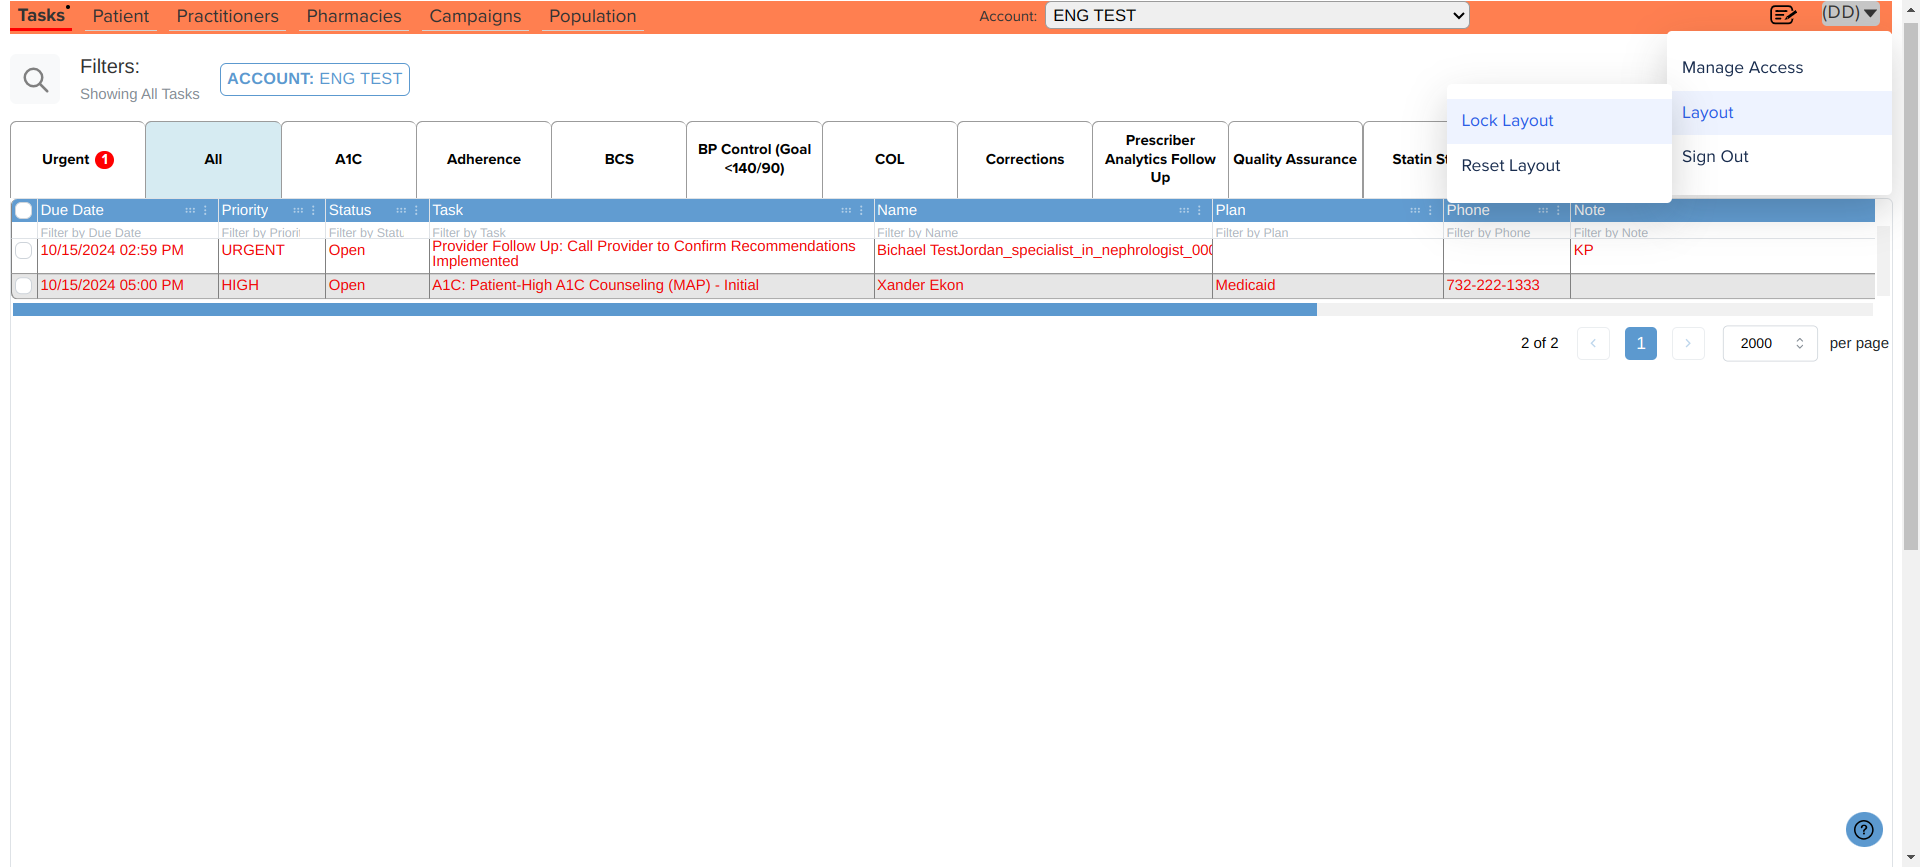 Tasks Patient Practitioners Pharmacies Campaigns Population Account: ENG TEST (DD)
Manage Access
Layout
Sign Out
Lock Layout
Reset Layout
Filters:
Showing All Tasks
ACCOUNT: ENG TEST
Urgent 1
All
A1C
Adherence
BCS
BP Control (Goal
<140/90)
COL
Corrections
Prescriber
Analytics Follow
Up
Quality Assurance
Statin St
Due Date Priority Status Task Name Plan Phone Note
Filter by Due Date Filter by Priorit Filter by Statu Filter by Task Filter by Name Filter by Plan Filter by Phone Filter by Note
10/15/2024 02:59 PM URGENT Open Provider Follow Up: Call Provider to Confirm Recommendations
Implemented
Bichael TestJordan_specialist_in_nephrologist_000 KP
10/15/2024 05:00 PM HIGH Open A1C: Patient-High A1C Counseling (MAP) - Initial Xander Ekon Medicaid 732-222-1333
2 of 2 < 1 > 2000 per page
?